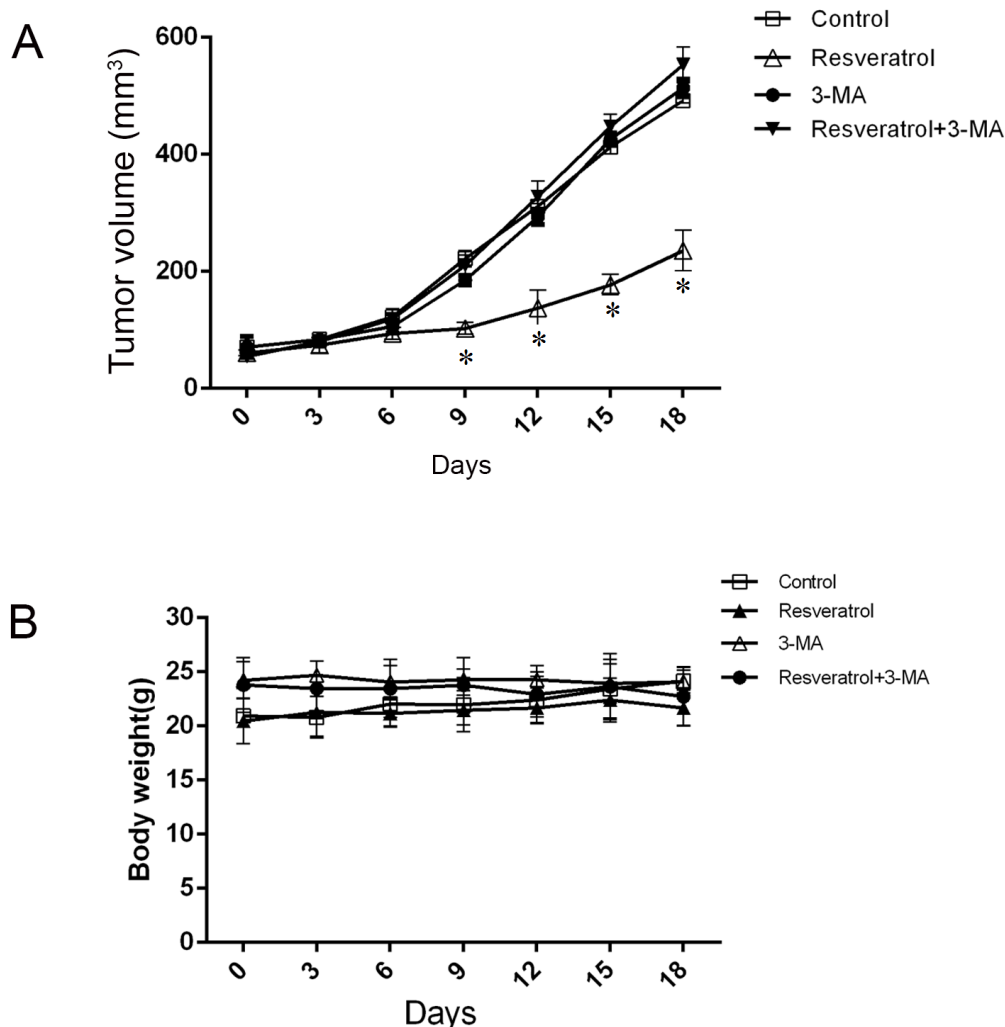 A
Tumor volume (mm³)
600
400
200
0
0
3
6
9
12
15
18
Days
*
*
*
*
Control
Resveratrol
3-MA
Resveratrol+3-MA
B
Body weight(g)
30
25
20
15
10
5
0
0
3
6
9
12
15
18
Days
Control
Resveratrol
3-MA
Resveratrol+3-MA